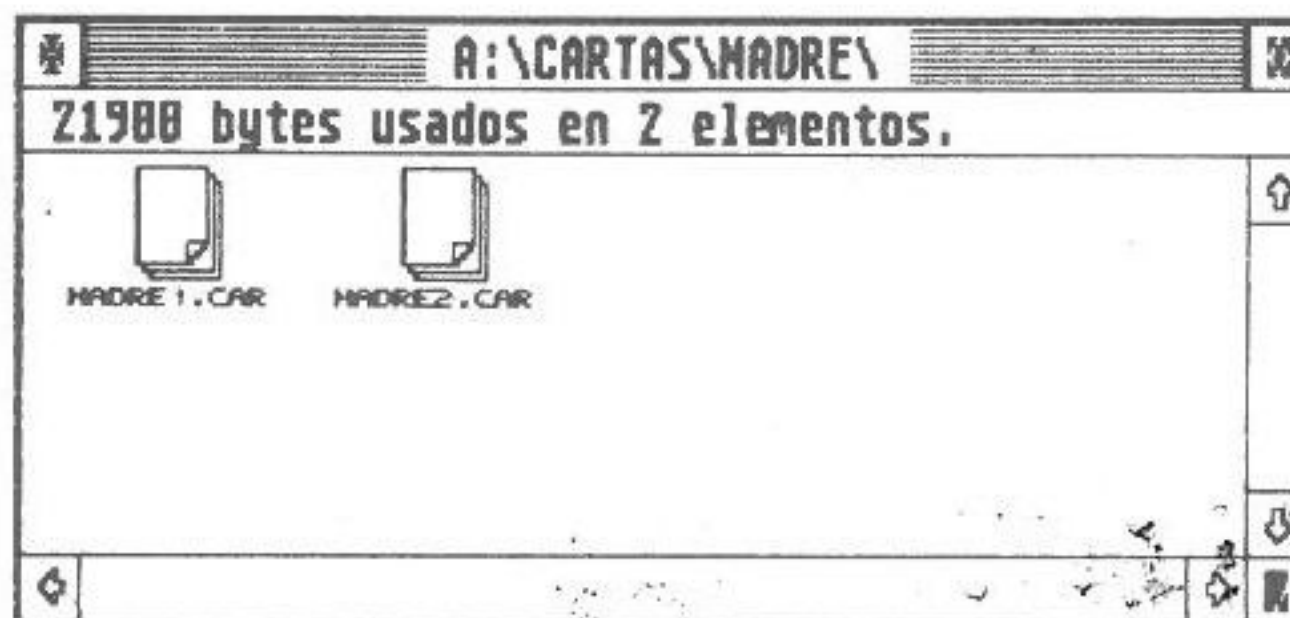 A:\CARTAS\MADRE\
21988 bytes usados en 2 elementos.
MADRE1.CAR MADRE2.CAR